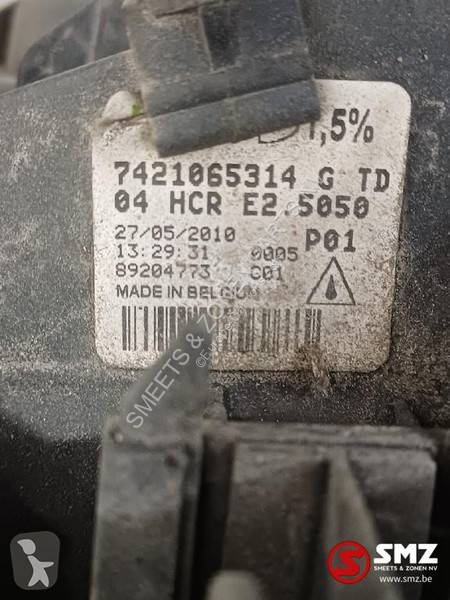 1,5%
7421065314 G TD
04 HCR E2.5050
27/05/2010 P01
13:29:31 0005
89204773 C01
MADE IN BELGIUM
SMEETS & ZONEN
SMZ
SMEETS & ZONEN NV
www.smz.be